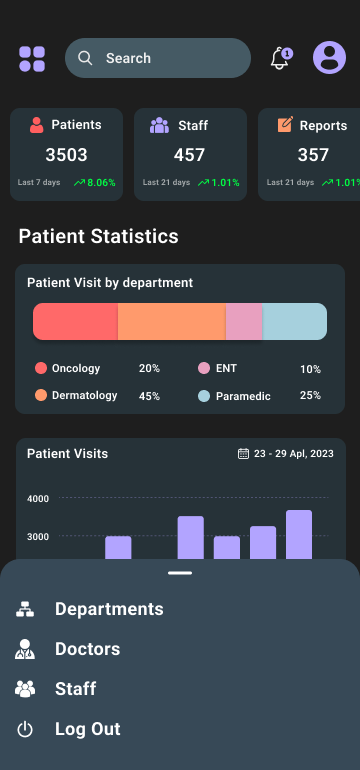 1
Search
Patients
3503
Last 7 days 8.06%
Staff
457
Last 21 days 1.01%
Reports
357
Last 21 days 1.01%
Patient Statistics
Patient Visit by department
Oncology 20% ENT 10%
Dermatology 45% Paramedic 25%
Patient Visits 23 - 29 Apl, 2023
4000
3000
Departments
Doctors
Staff
Log Out